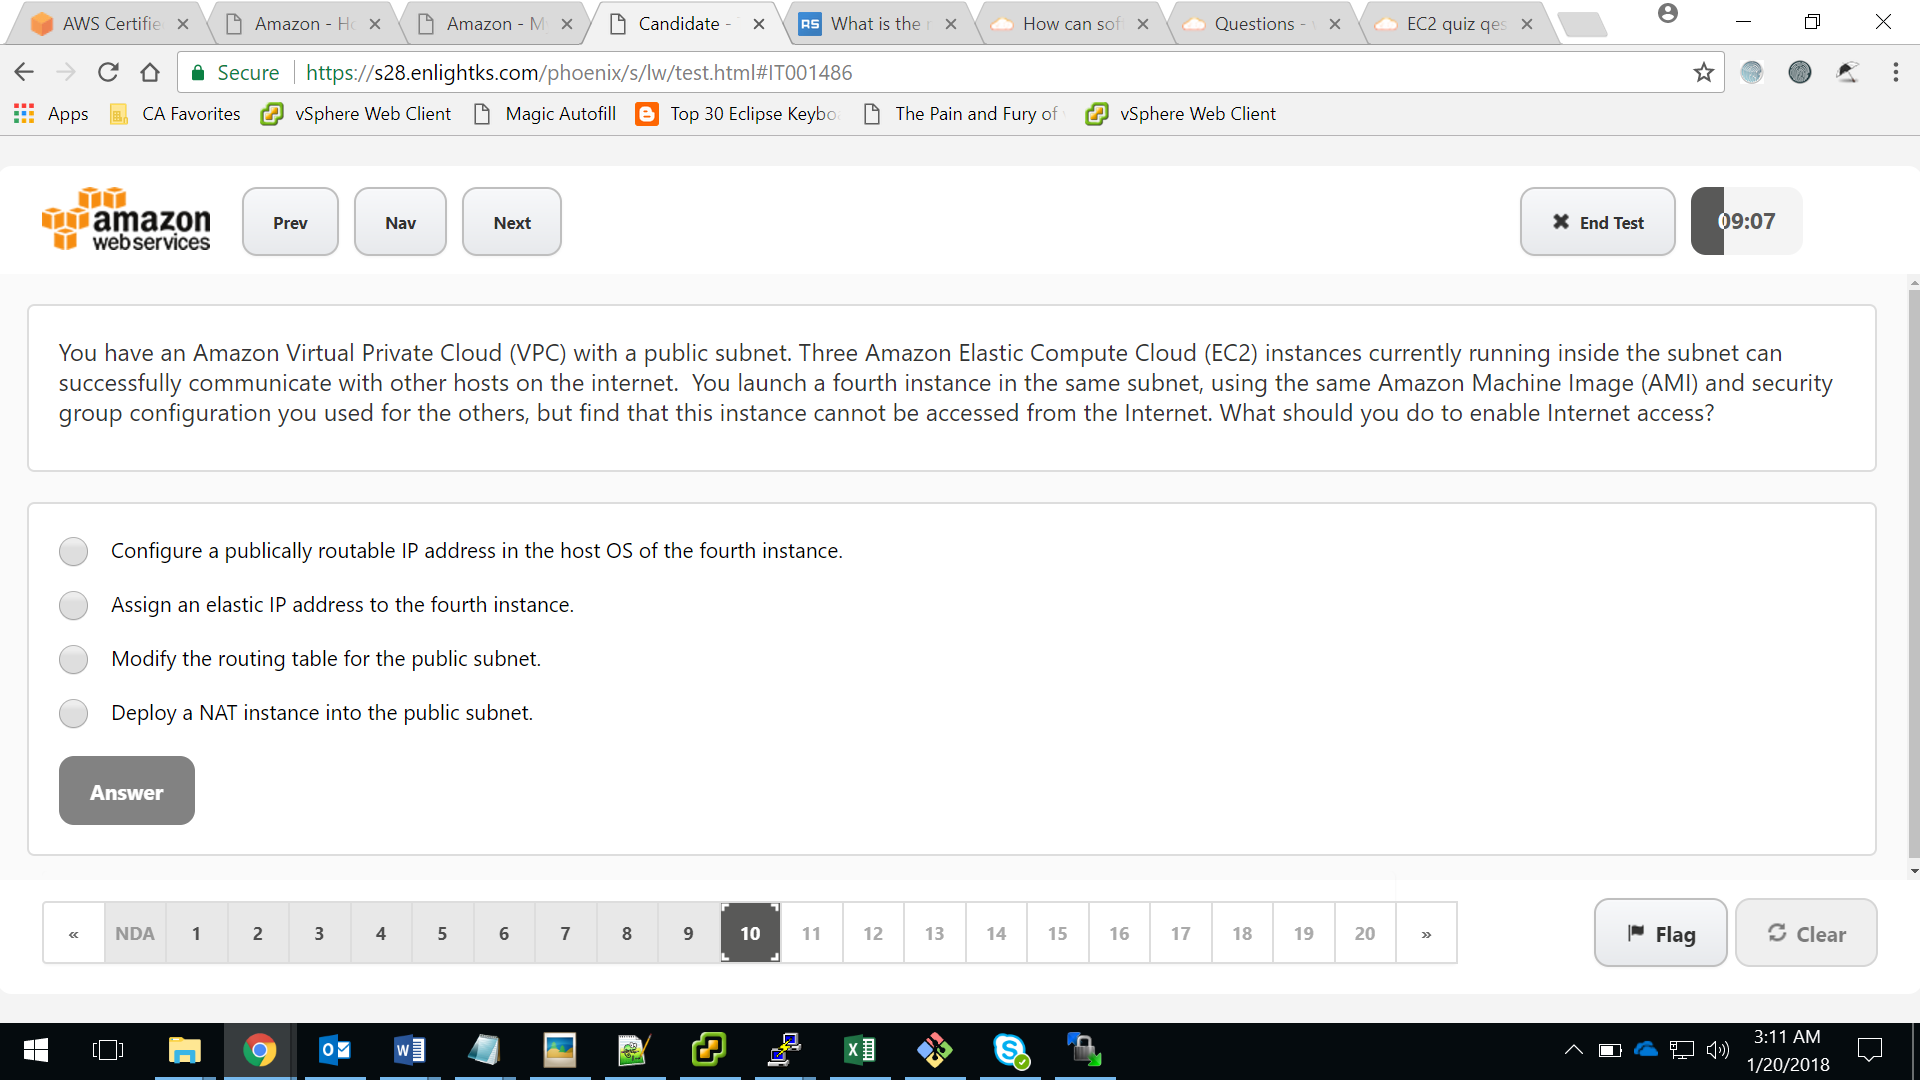 AWS Certifie
Amazon - H
Amazon - M
Candidate -
What is the
How can sof
Questions -
EC2 quiz qes
Secure
https://s28.enlightks.com/phoenix/s/lw/test.html#IT001486
Apps
CA Favorites
vSphere Web Client
Magic Autofill
Top 30 Eclipse Keybo
The Pain and Fury of
vSphere Web Client
amazon
webservices
Prev
Nav
Next
End Test
09:07
You have an Amazon Virtual Private Cloud (VPC) with a public subnet. Three Amazon Elastic Compute Cloud (EC2) instances currently running inside the subnet can
successfully communicate with other hosts on the internet.  You launch a fourth instance in the same subnet, using the same Amazon Machine Image (AMI) and security
group configuration you used for the others, but find that this instance cannot be accessed from the Internet. What should you do to enable Internet access?
Configure a publically routable IP address in the host OS of the fourth instance.
Assign an elastic IP address to the fourth instance.
Modify the routing table for the public subnet.
Deploy a NAT instance into the public subnet.
Answer
« NDA 1 2 3 4 5 6 7 8 9 10 11 12 13 14 15 16 17 18 19 20 »
Flag
Clear
3:11 AM
1/20/2018